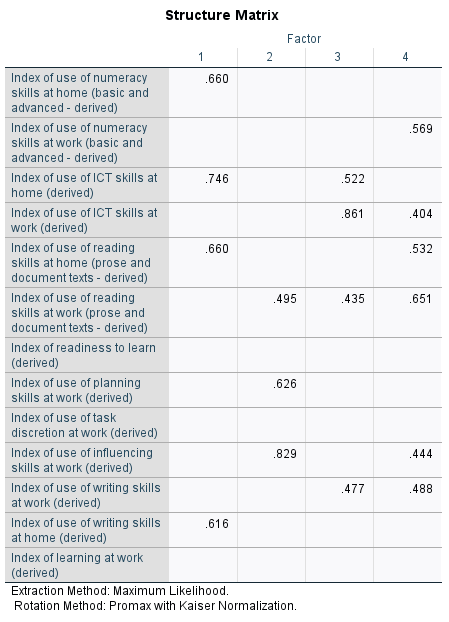 Structure Matrix
Factor
1 2 3 4
Index of use of numeracy
skills at home (basic and
advanced - derived)
.660
Index of use of numeracy
skills at work (basic and
advanced - derived)
.569
Index of use of ICT skills at
home (derived)
.746 .522
Index of use of ICT skills at
work (derived)
.861 .404
Index of use of reading
skills at home (prose and
document texts - derived)
.660 .532
Index of use of reading
skills at work (prose and
document texts - derived)
.495 .435 .651
Index of readiness to learn
(derived)
Index of use of planning
skills at work (derived)
.626
Index of use of task
discretion at work (derived)
Index of use of influencing
skills at work (derived)
.829 .444
Index of use of writing skills
at work (derived)
.477 .488
Index of use of writing skills
at home (derived)
.616
Index of learning at work
(derived)
Extraction Method: Maximum Likelihood.
Rotation Method: Promax with Kaiser Normalization.